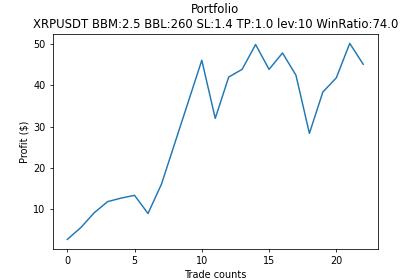 Portfolio
XRPUSDT BBM:2.5 BBL:260 SL:1.4 TP:1.0 lev:10 WinRatio:74.0
50
40
30
20
10
Profit ($)
0 5 10 15 20
Trade counts